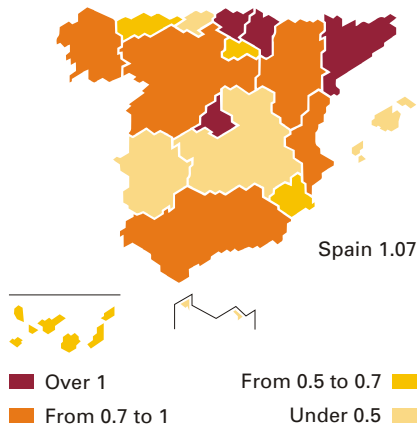 Spain 1.07
Over 1
From 0.5 to 0.7
From 0.7 to 1
Under 0.5